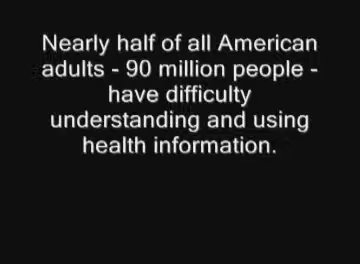 Nearly half of all American
adults - 90 million people -
have difficulty
understanding and using
health information.